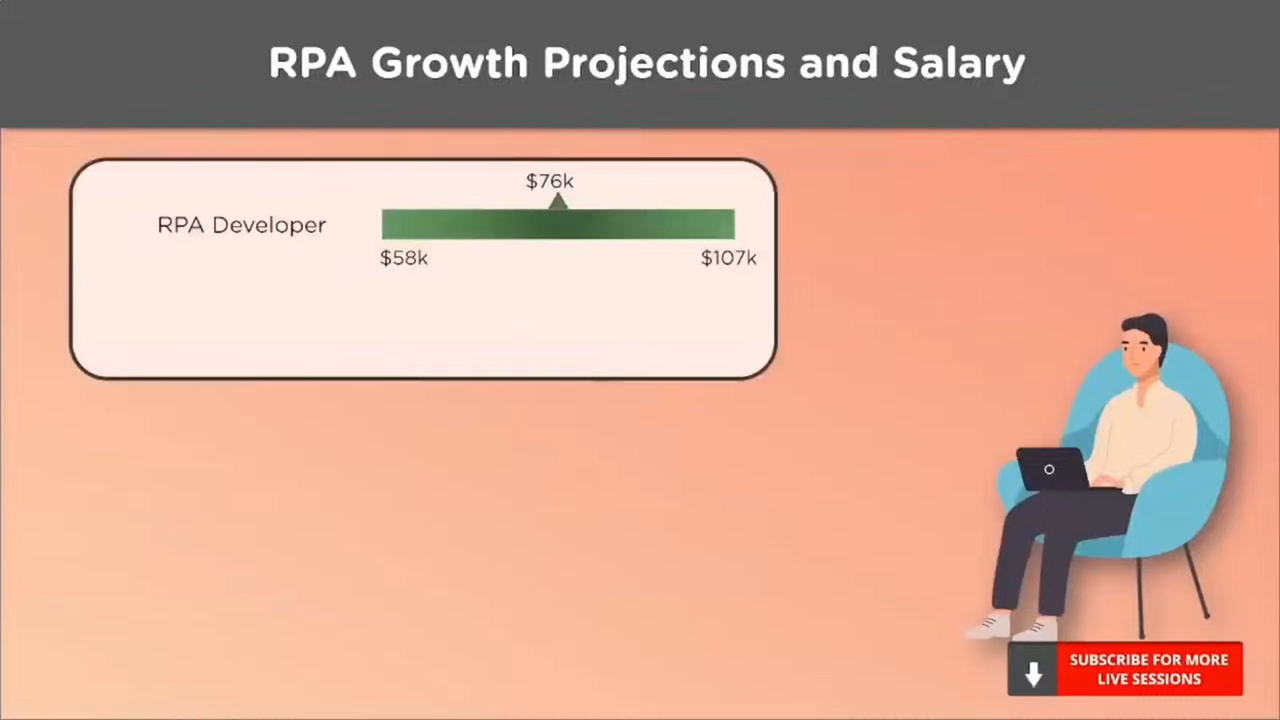 RPA Growth Projections and Salary
$76k
RPA Developer
$58k
$107k
SUBSCRIBE FOR MORE
LIVE SESSIONS